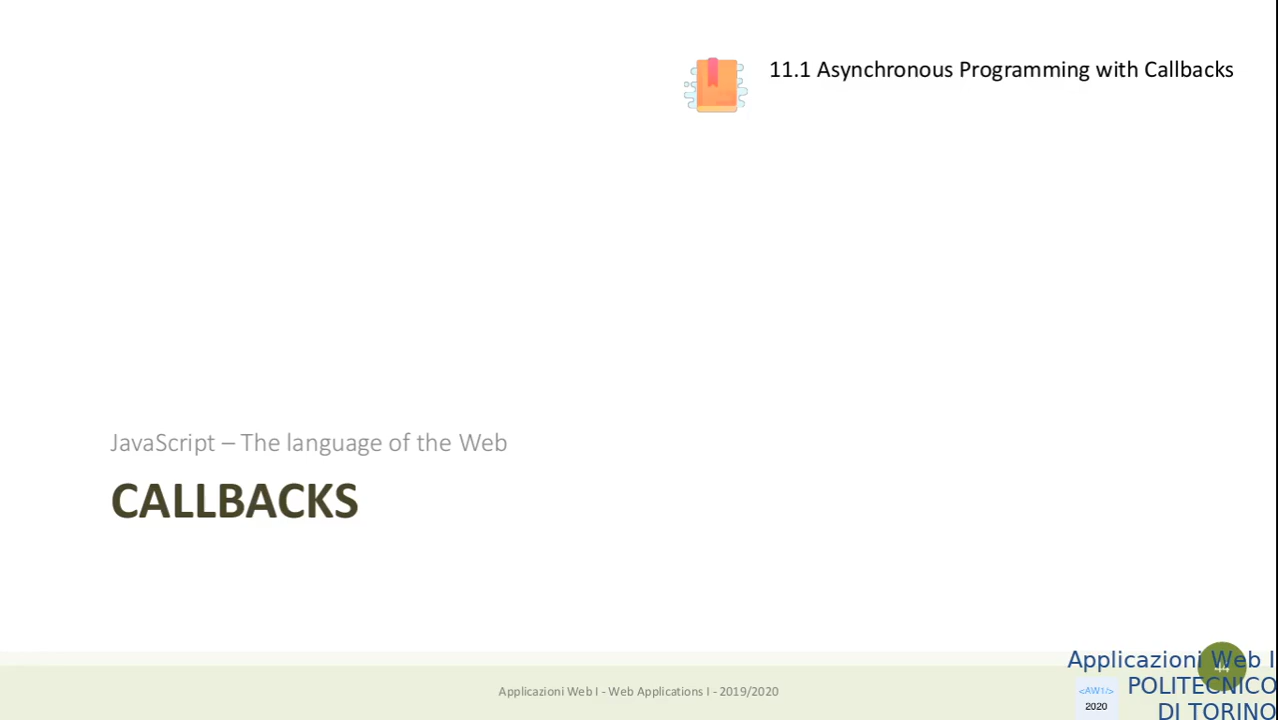 11.1 Asynchronous Programming with Callbacks
JavaScript – The language of the Web
CALLBACKS
Applicazioni Web I - Web Applications I - 2019/2020
Applicazioni Web I
POLITECNICO
DI TORINO
<AW1/>
2020